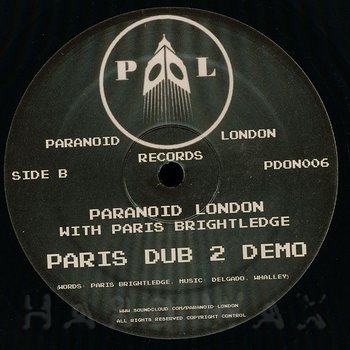 P L
PARANOID LONDON
RECORDS
SIDE B PDON006
PARANOID LONDON
WITH PARIS BRIGHTLEDGE
PARIS DUB 2 DEMO
(WORDS: PARIS BRIGHTLEDGE. MUSIC: DELGADO, WHALLEY)
HARDWAX
WWW.SOUNDCLOUD.COM/PARANOID-LONDON
ALL RIGHTS RESERVED COPYRIGHT CONTROL